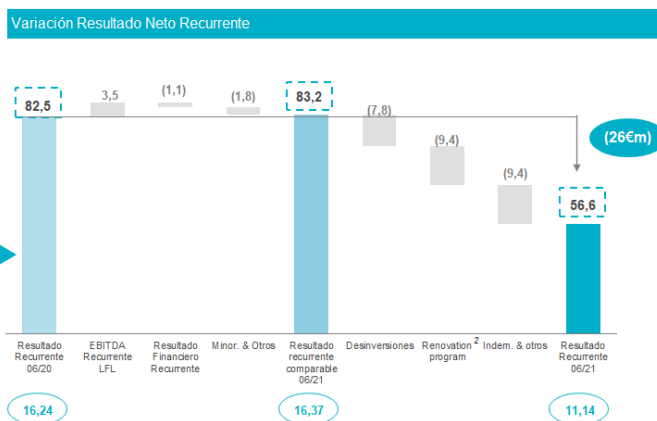 Variación Resultado Neto Recurrente
82,5
3,5
(1,1)
(1,8)
83,2
(7,8)
(9,4)
(9,4)
56,6
(26€m)
Resultado
Recurrente
06/20
EBITDA
Recurrente
LFL
Resultado
Financiero
Recurrente
Minor. & Otros
Resultado
recurrente
comparable
06/21
Desinversiones
Renovation 2
program
Indem. & otros
Resultado
Recurrente
06/21
16,24
16,37
11,14